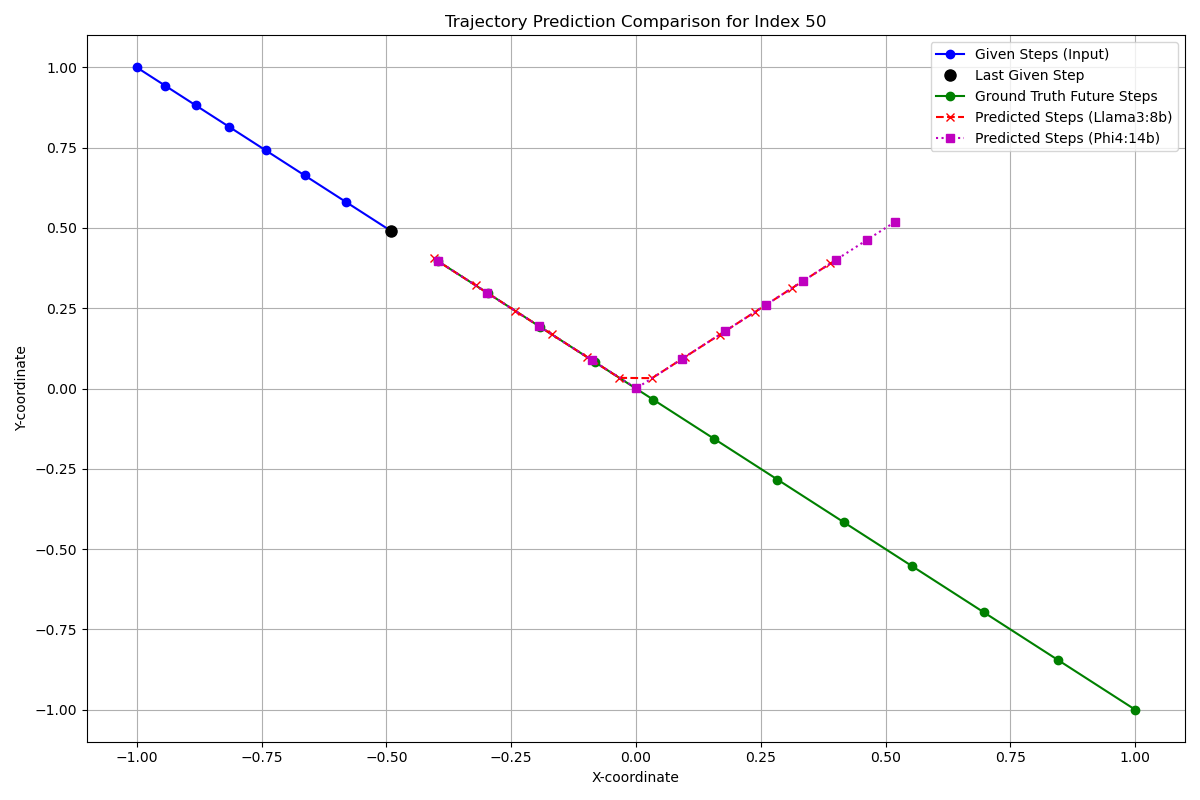 Trajectory Prediction Comparison for Index 50
Given Steps (Input)
Last Given Step
Ground Truth Future Steps
Predicted Steps (Llama3:8b)
Predicted Steps (Phi4:14b)
1.00
0.75
0.50
0.25
0.00
−0.25
−0.50
−0.75
−1.00
Y-coordinate
−1.00 −0.75 −0.50 −0.25 0.00 0.25 0.50 0.75 1.00
X-coordinate